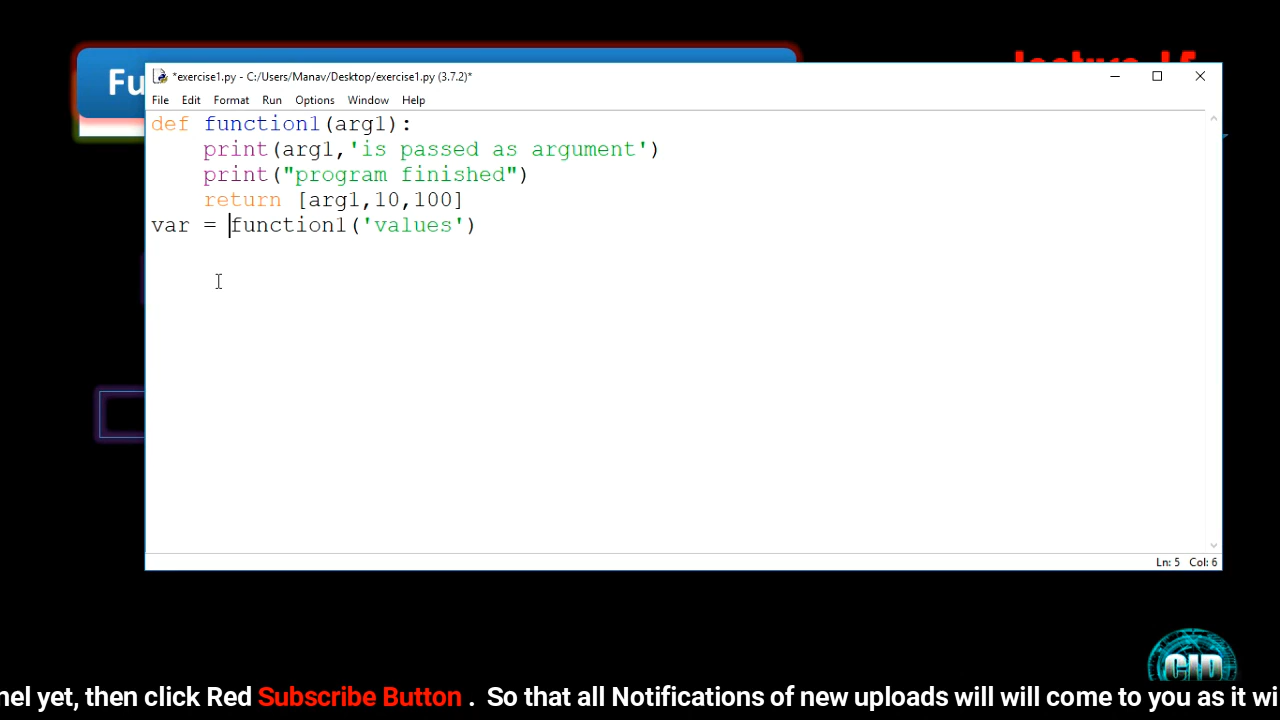 Fu
*exercise1.py - C:/Users/Manav/Desktop/exercise1.py (3.7.2)*
File Edit Format Run Options Window Help
def function1(arg1):
    print(arg1,'is passed as argument')
    print("program finished")
    return [arg1,10,100]
var = function1('values')
Ln: 5 Col: 6
CID
nel yet, then click Red Subscribe Button . So that all Notifications of new uploads will will come to you as it wi